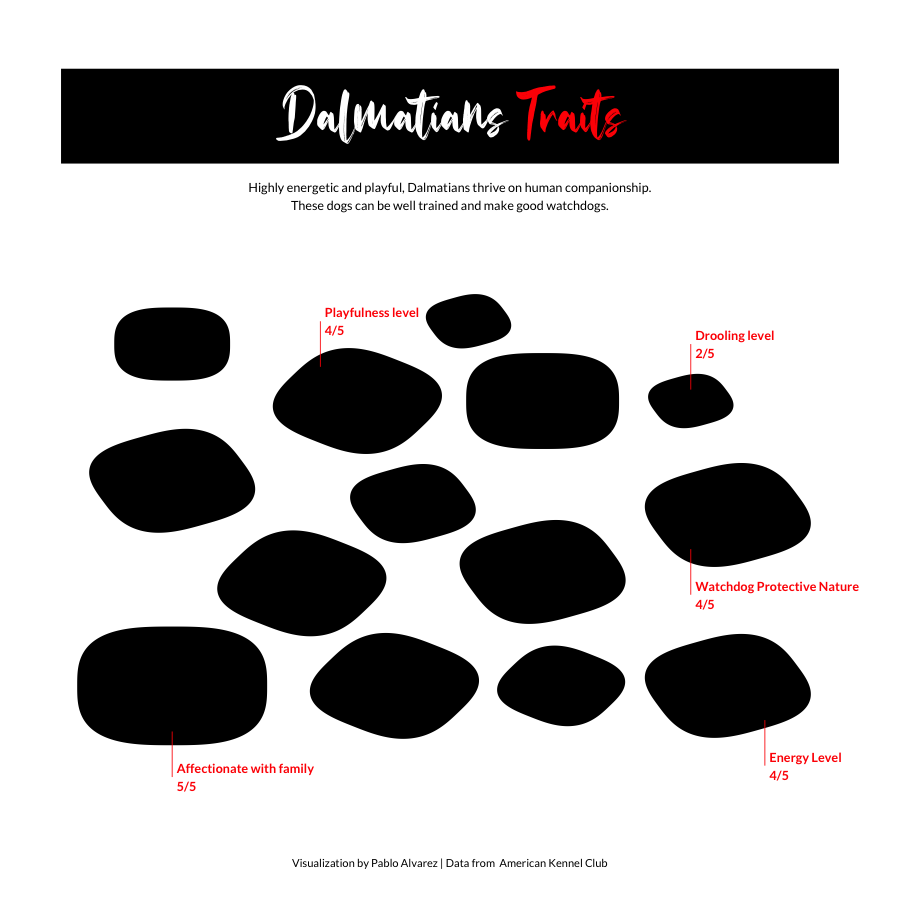 Dalmatians Traits
Highly energetic and playful, Dalmatians thrive on human companionship.
These dogs can be well trained and make good watchdogs.
Playfulness level
4/5
Drooling level
2/5
Watchdog Protective Nature
4/5
Affectionate with family
5/5
Energy Level
4/5
Visualization by Pablo Alvarez | Data from American Kennel Club